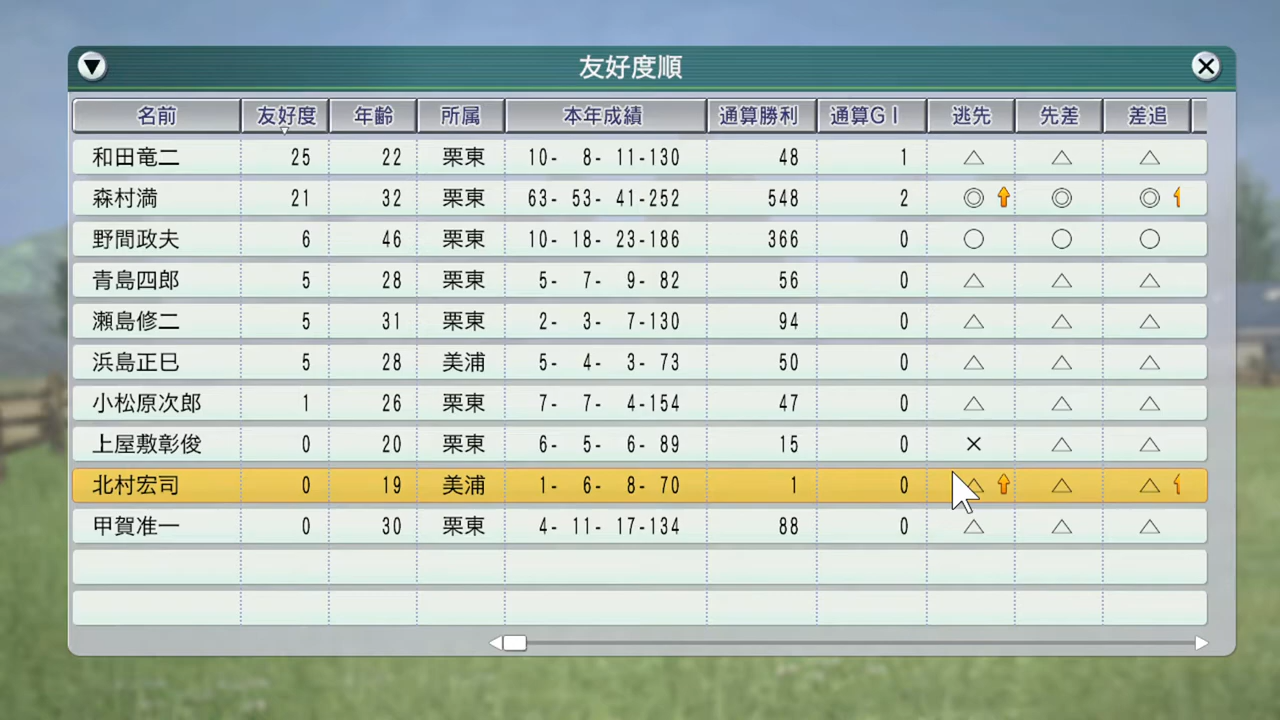 友好度順
名前 友好度 年齢 所属 本年成績 通算勝利 通算GⅠ 逃先 先差 差追
和田竜二 25 22 栗東 10- 8- 11-130 48 1 △ △ △
森村満 21 32 栗東 63- 53- 41-252 548 2 ◎ ◎ ◎
野間政夫 6 46 栗東 10- 18- 23-186 366 0 ○ ○ ○
青島四郎 5 28 栗東 5- 7- 9- 82 56 0 △ △ △
瀬島修二 5 31 栗東 2- 3- 7-130 94 0 △ △ △
浜島正巳 5 28 美浦 5- 4- 3- 73 50 0 △ △ △
小松原次郎 1 26 栗東 7- 7- 4-154 47 0 △ △ △
上屋敷彰俊 0 20 栗東 6- 5- 6- 89 15 0 × △ △
北村宏司 0 19 美浦 1- 6- 8- 70 1 0 △ △ △
甲賀准一 0 30 栗東 4- 11- 17-134 88 0 △ △ △